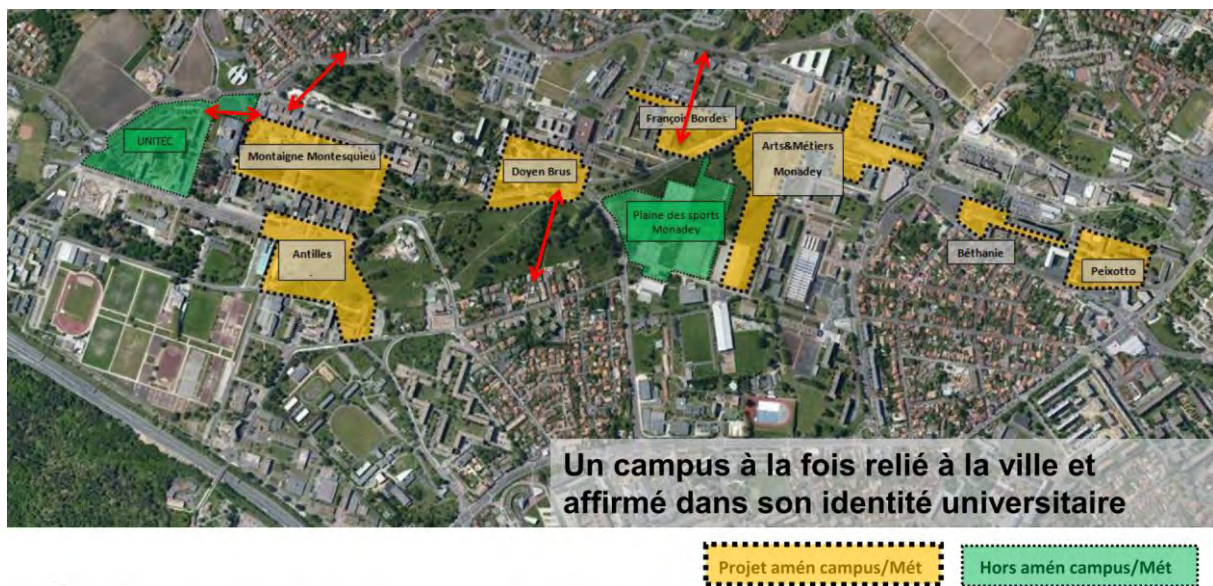 UNITEC
Montaigne Montesquieu
Antilles
Doyen Brus
François Bordes
Arts&Métiers
Monadey
Plaine des sports
Monadey
Béthanie
Peixotto
Un campus à la fois relié à la ville et
affirmé dans son identité universitaire
Projet amén campus/Mét
Hors amén campus/Mét